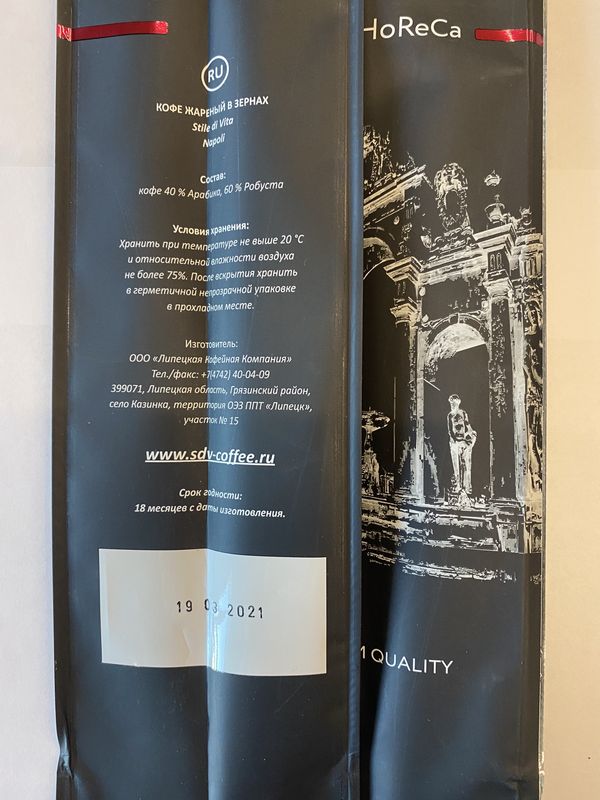 HoReCa
RU
КОФЕ ЖАРЕНЫЙ В ЗЕРНАХ
Stile di Vita
Napoli
Состав:
кофе 40 % Арабика, 60 % Робуста
Условия хранения:
Хранить при температуре не выше 20 °С
и относительной влажности воздуха
не более 75%. После вскрытия хранить
в герметичной непрозрачной упаковке
в прохладном месте.
Изготовитель:
ООО «Липецкая Кофейная Компания»
Тел./факс: +7(4742) 40-04-09
399071, Липецкая область, Грязинский район,
село Казинка, территория ОЭЗ ППТ «Липецк»,
участок № 15
www.sdv-coffee.ru
Срок годности:
18 месяцев с даты изготовления.
19 03 2021
QUALITY